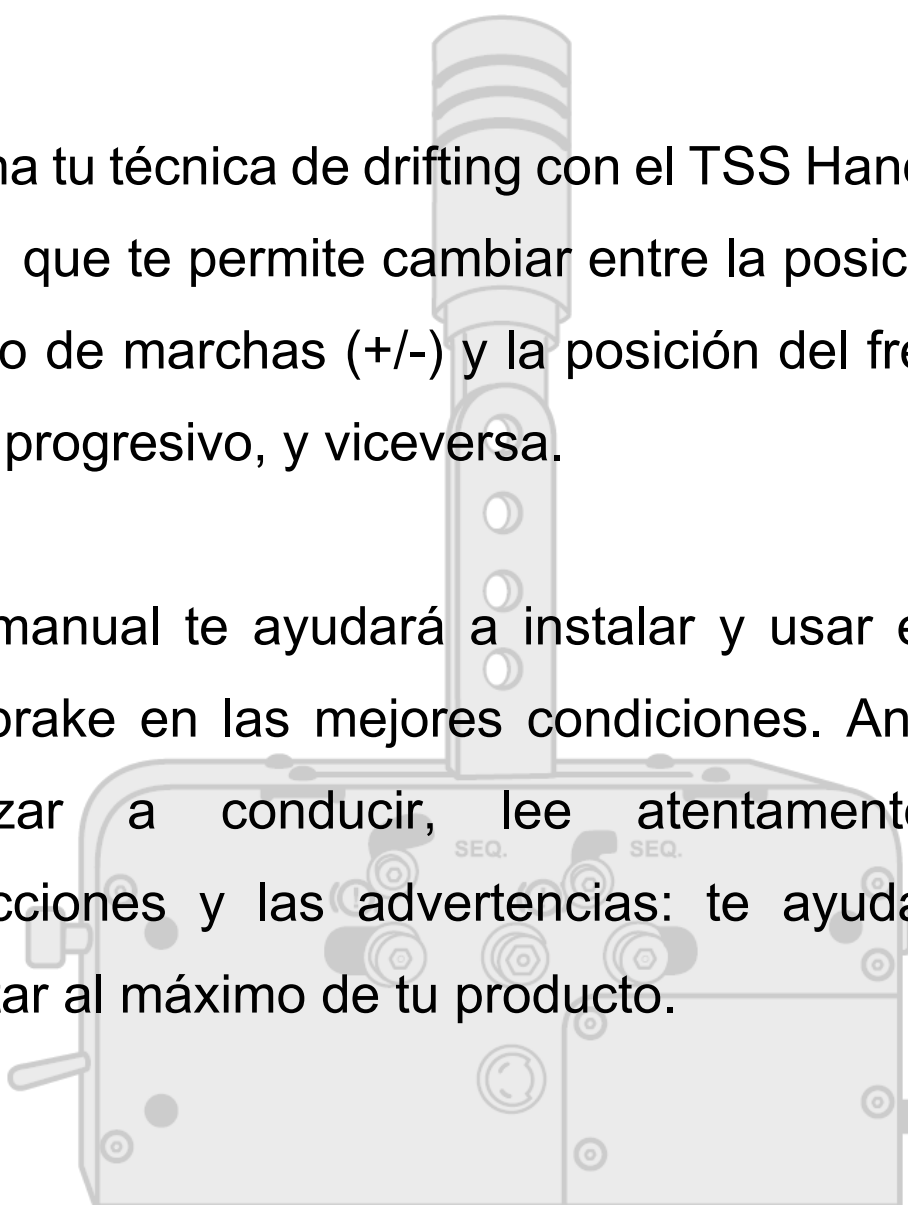 na tu técnica de drifting con el TSS Hand
que te permite cambiar entre la posic
o de marchas (+/-) y la posición del fre
progresivo, y viceversa.
manual te ayudará a instalar y usar e
brake en las mejores condiciones. An
zar a conducir, lee atentamente
SEQ. SEQ.
cciones y las advertencias: te ayuda
tar al máximo de tu producto.